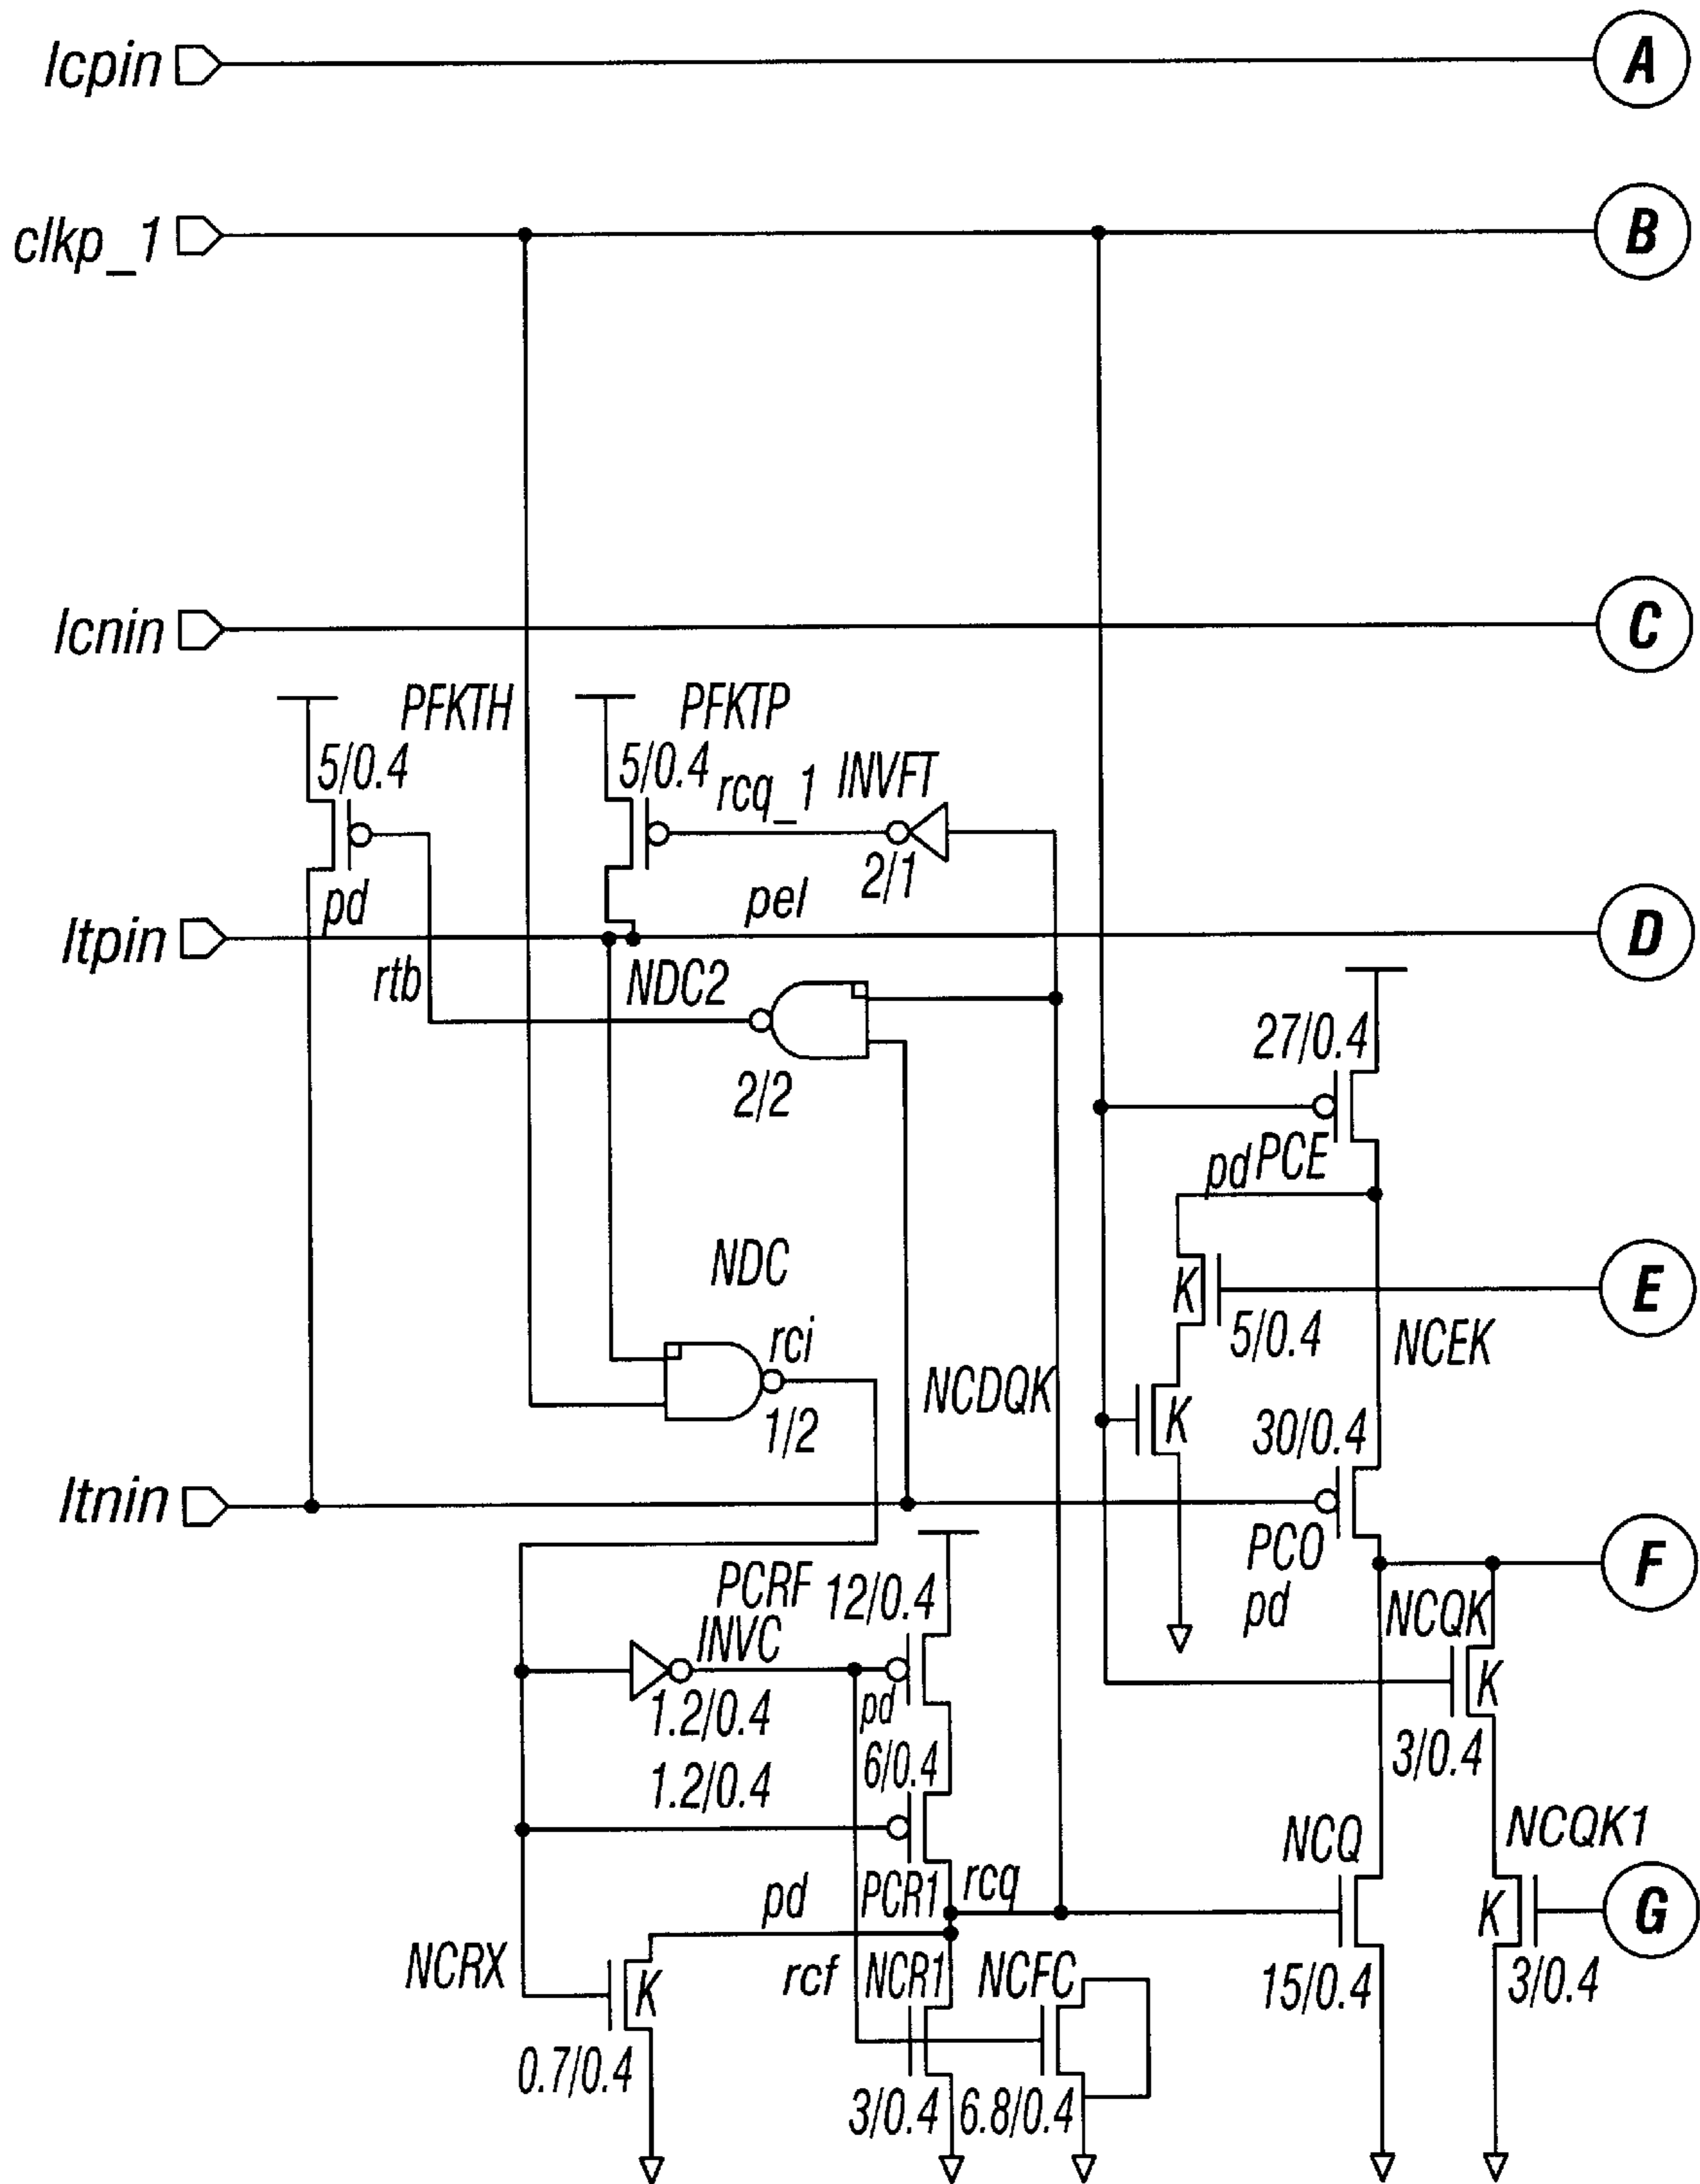 lcpin
A
clkp_1
B
lcnin
C
PFKTH
PFKTP
5/0.4
5/0.4
rcq_1
INVFT
2/1
pd
pel
ltpin
D
rtb
NDC2
2/2
27/0.4
pd
PCE
NDC
E
K
5/0.4
rci
NCEK
NCDQK
K
1/2
30/0.4
ltnin
PCO
pd
F
PCRF
12/0.4
NCQK
INVC
K
1.2/0.4
pd
3/0.4
6/0.4
1.2/0.4
NCQ
NCQK1
pd
PCR1
rcq
K
G
NCRX
K
rcf
NCR1
NCFC
15/0.4
3/0.4
0.7/0.4
3/0.4
6.8/0.4